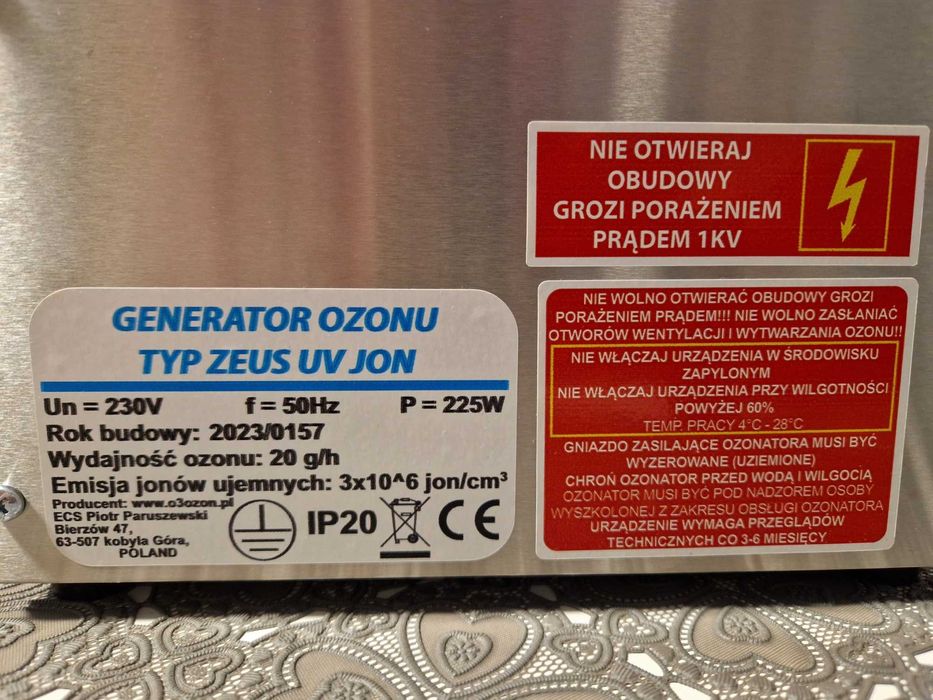 NIE OTWIERAJ
OBUDOWY
GROZI PORAŻENIEM
PRĄDEM 1KV
GENERATOR OZONU
TYP ZEUS UV JON
Un = 230V f = 50Hz P = 225W
Rok budowy: 2023/0157
Wydajność ozonu: 20 g/h
Emisja jonów ujemnych: 3x10^6 jon/cm³
Producent: www.o3ozon.pl
ECS Piotr Paruszewski
Bierzów 47,
63-507 kobyla Góra,
POLAND
IP20
CE
NIE WOLNO OTWIERAĆ OBUDOWY GROZI
PORAŻENIEM PRĄDEM!!! NIE WOLNO ZASŁANIAĆ
OTWORÓW WENTYLACJI I WYTWARZANIA OZONU!!
NIE WŁĄCZAJ URZĄDZENIA W ŚRODOWISKU
ZAPYLONYM
NIE WŁĄCZAJ URZĄDZENIA PRZY WILGOTNOŚCI
POWYŻEJ 60%
TEMP. PRACY 4°C - 28°C
GNIAZDO ZASILAJĄCE OZONATORA MUSI BYĆ
WYZEROWANE (UZIEMIONE)
CHROŃ OZONATOR PRZED WODĄ I WILGOCIĄ
OZONATOR MUSI BYĆ POD NADZOREM OSOBY
WYSZKOLONEJ Z ZAKRESU OBSŁUGI OZONATORA
URZĄDZENIE WYMAGA PRZEGLĄDÓW
TECHNICZNYCH CO 3-6 MIESIĘCY